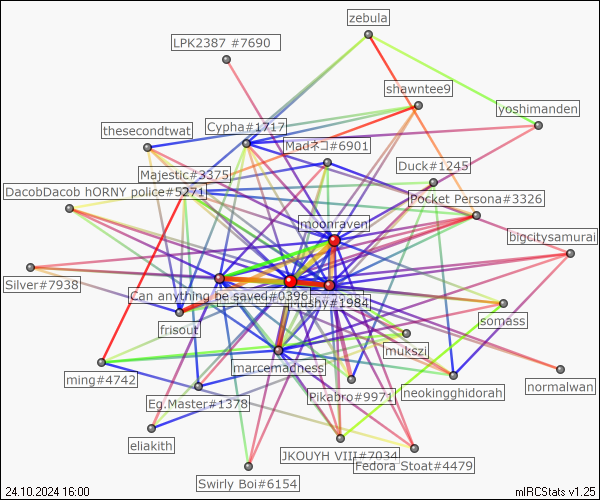 zebula
LPK2387 #7690
shawntee9
yoshimanden
thesecondtwat
Cypha#1717
Madネコ#6901
Majestic#3375
Duck#1245
DacobDacob hORNY police#5271
Pocket Persona#3326
moonraven
bigcitysamurai
Silver#7938
Can anything be saved#0396
#1984
somass
frisout
mukszi
marcemadness
ming#4742
normalwan
neokingghidorah
Pikabro#9971
Eg.Master#1378
eliakith
JKOUYH VIII#7034
Fedora Stoat#4479
Swirly Boi#6154
24.10.2024 16:00
mIRCStats v1.25